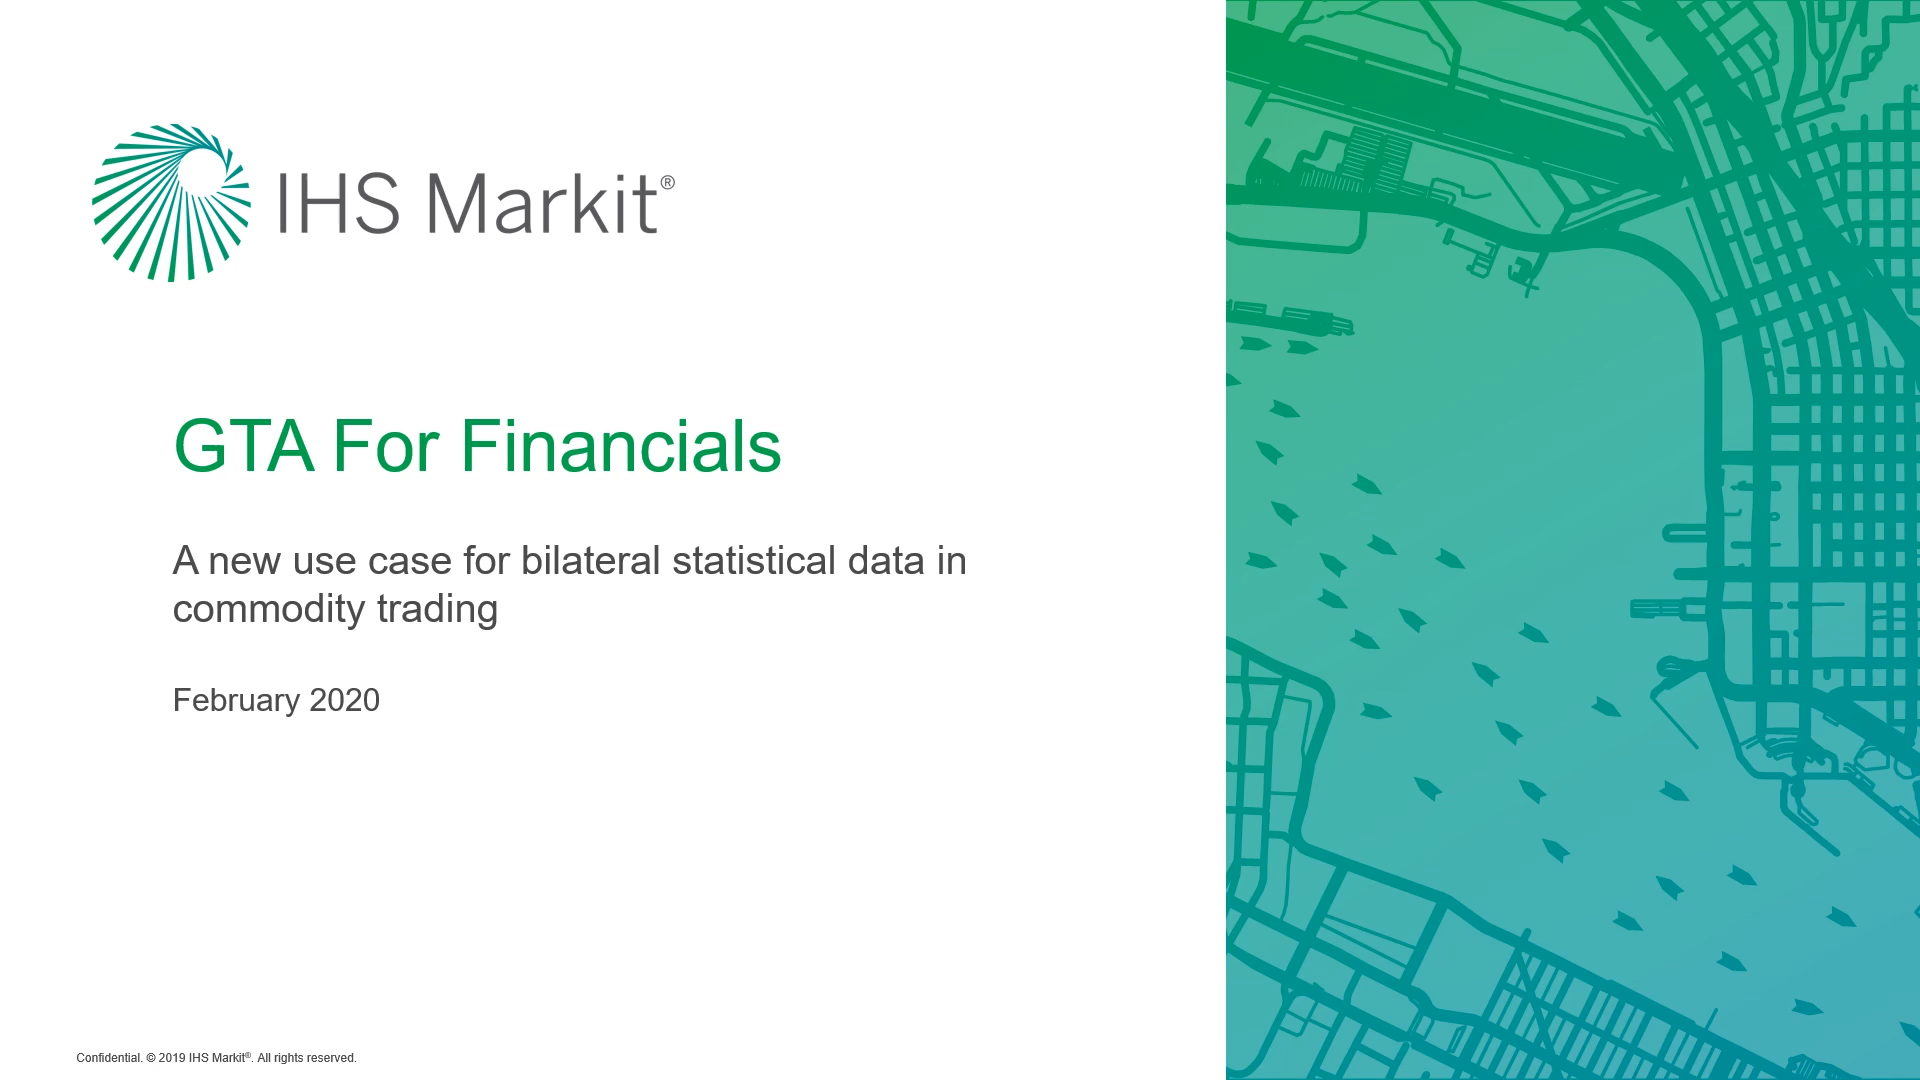 IHS Markit®
GTA For Financials
A new use case for bilateral statistical data in
commodity trading
February 2020
Confidential. © 2019 IHS Markit®. All rights reserved.